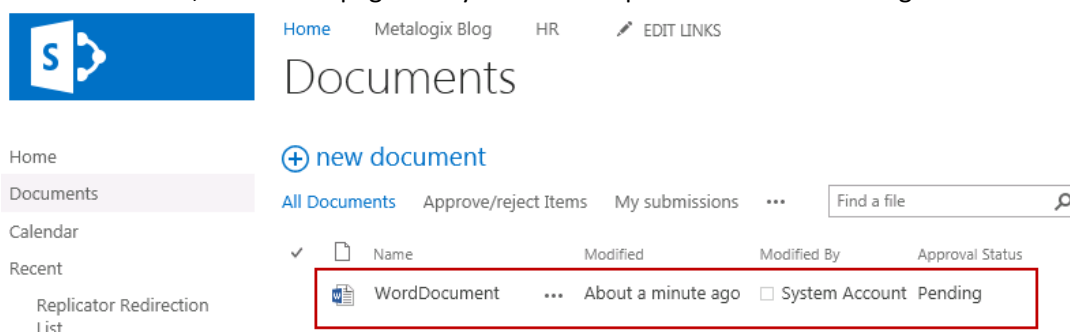 S
Home Metalogix Blog HR EDIT LINKS
Documents
Home
Documents
Calendar
Recent
Replicator Redirection
List
new document
All Documents Approve/reject Items My submissions ••• Find a file
Name Modified Modified By Approval Status
WordDocument ••• About a minute ago System Account Pending